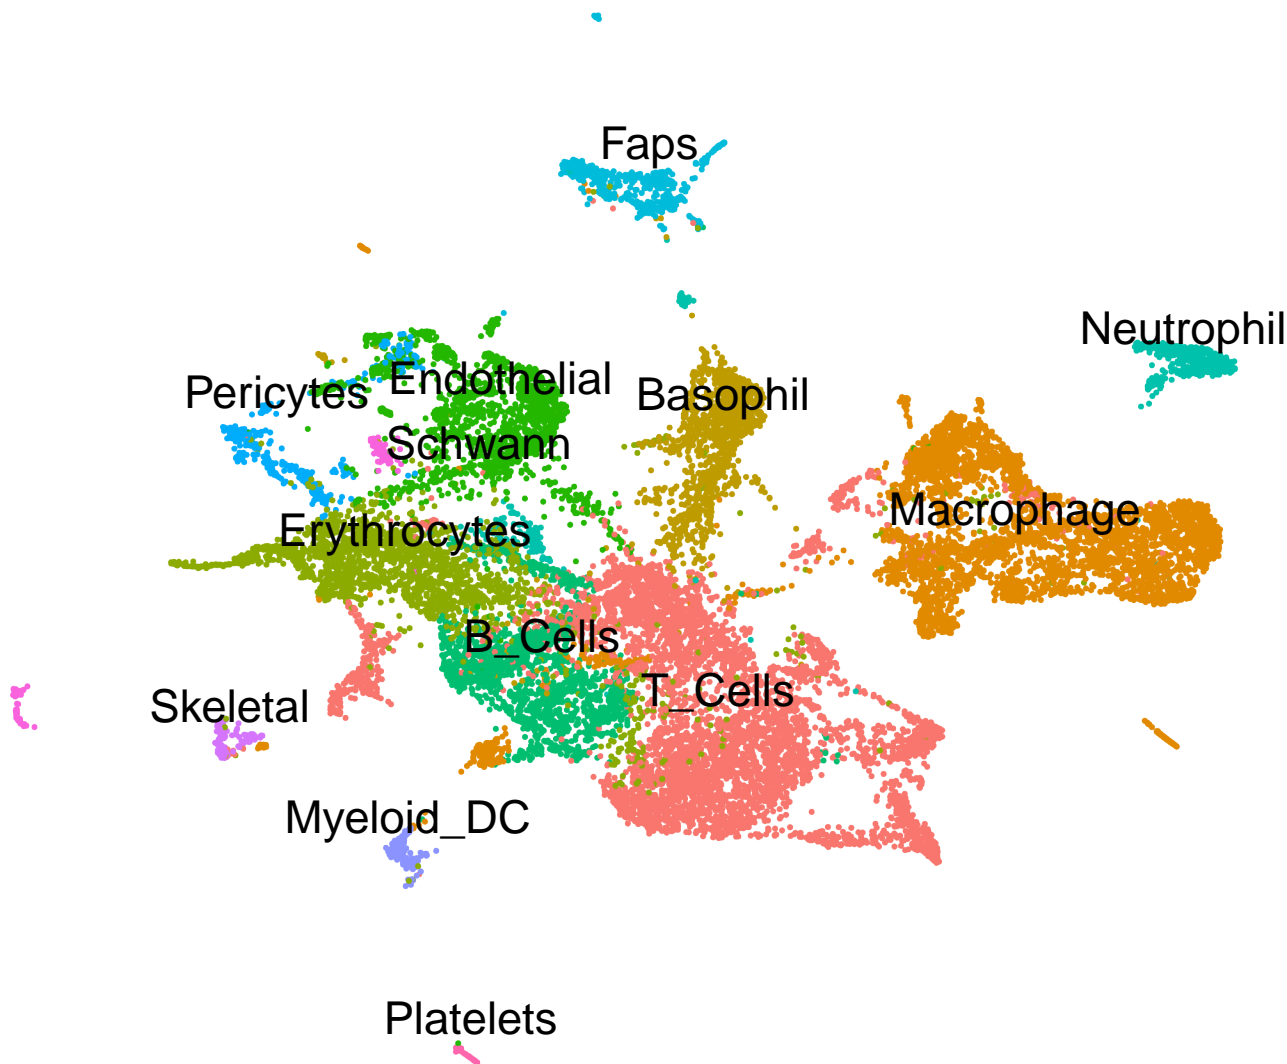 Faps
Neutrophil
Pericytes
Endothelial
Basophil
Schwann
Macrophage
Erythrocytes
B_Cells
T_Cells
Skeletal
Myeloid_DC
Platelets